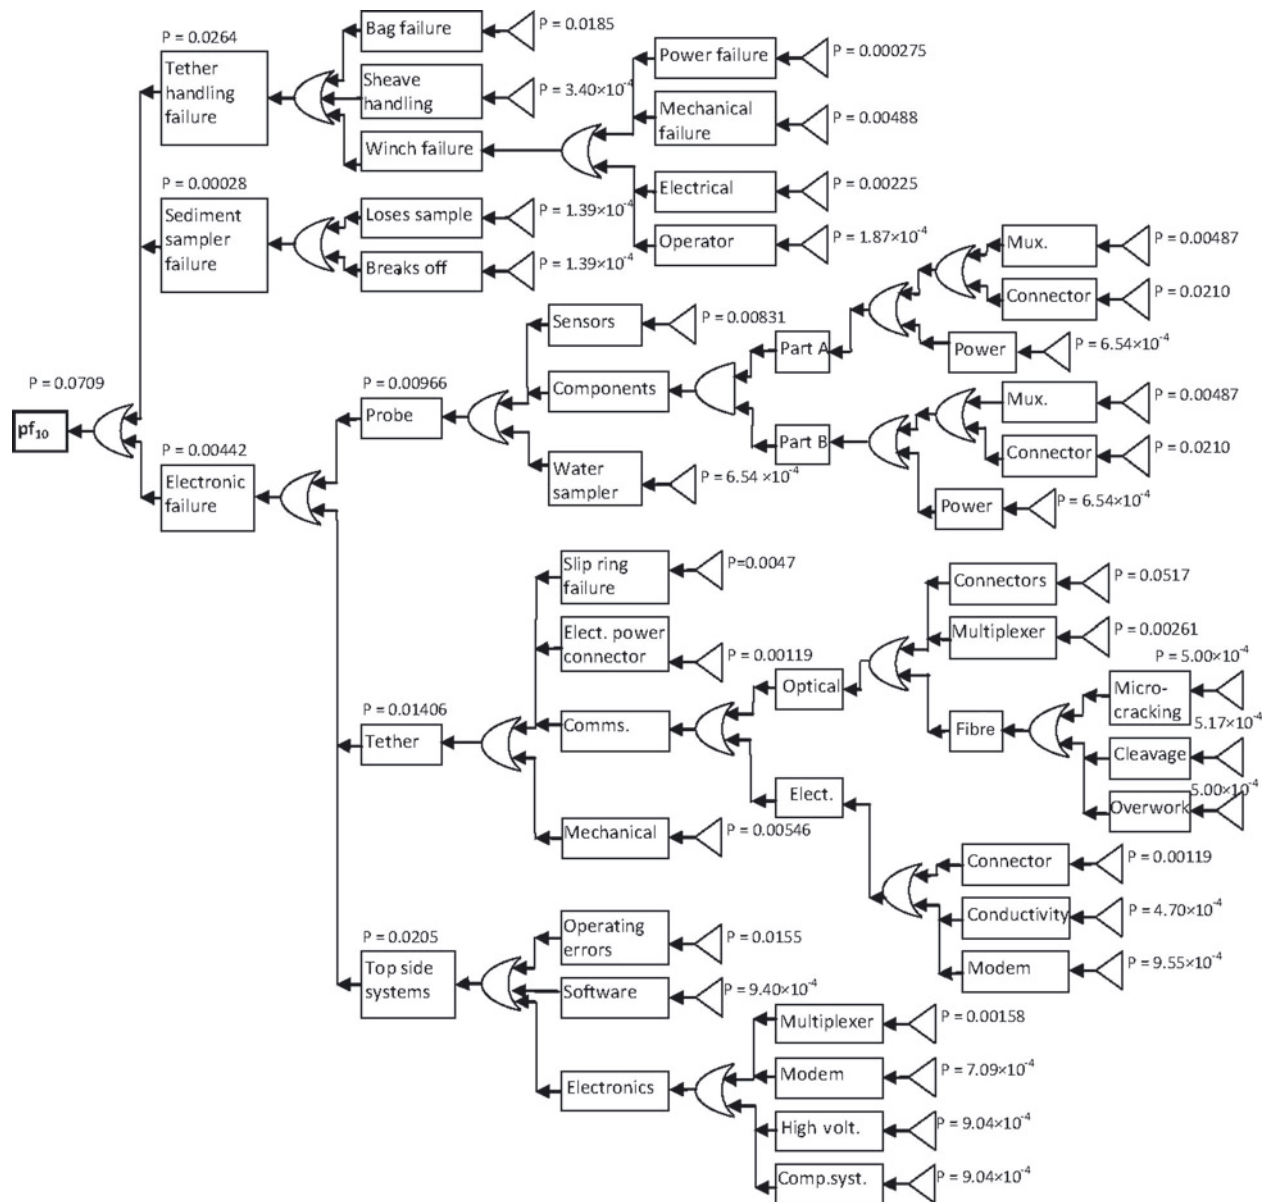 P = 0.0264
Tether
handling
failure
Bag failure
P = 0.0185
Sheave
handling
P = 3.40×10⁻⁴
Winch failure
Power failure
P = 0.000275
Mechanical
failure
P = 0.00488
Electrical
P = 0.00225
Operator
P = 1.87×10⁻⁴
P = 0.00028
Sediment
sampler
failure
Loses sample
P = 1.39×10⁻⁴
Breaks off
P = 1.39×10⁻⁴
P = 0.0709
pf₁₀
P = 0.00442
Electronic
failure
P = 0.00966
Probe
Sensors
P = 0.00831
Components
Part A
Mux.
P = 0.00487
Connector
P = 0.0210
Power
P = 6.54×10⁻⁴
Part B
Mux.
P = 0.00487
Connector
P = 0.0210
Power
P = 6.54×10⁻⁴
Water
sampler
P = 6.54 ×10⁻⁴
P = 0.01406
Tether
Slip ring
failure
P=0.0047
Elect. power
connector
P = 0.00119
Comms.
Optical
Connectors
P = 0.0517
Multiplexer
P = 0.00261
Fibre
P = 5.00×10⁻⁴
Micro-
cracking
5.17×10⁻⁴
Cleavage
5.00×10⁻⁴
Overwork
Elect.
Connector
P = 0.00119
Conductivity
P = 4.70×10⁻⁴
Modem
P = 9.55×10⁻⁴
Mechanical
P = 0.00546
P = 0.0205
Top side
systems
Operating
errors
P = 0.0155
Software
P = 9.40×10⁻⁴
Electronics
Multiplexer
P = 0.00158
Modem
P = 7.09×10⁻⁴
High volt.
P = 9.04×10⁻⁴
Comp.syst.
P = 9.04×10⁻⁴